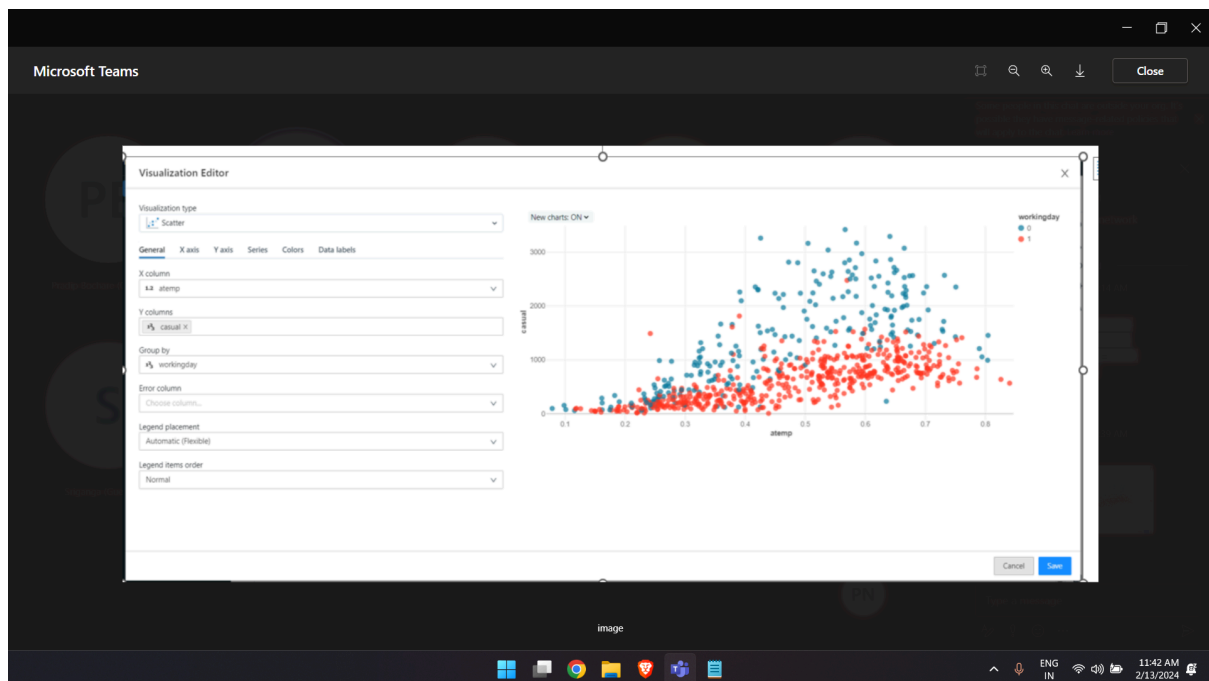 Microsoft Teams
Close
Visualization Editor
Visualization type
Scatter
General X axis Y axis Series Colors Data labels
X column
1.2 atemp
Y columns
casual
Group by
workingday
Error column
Choose column...
Legend placement
Automatic (Flexible)
Legend items order
Normal
New charts: ON
workingday
0
1
3000
2000
1000
0
casual
0.1 0.2 0.3 0.4 0.5 0.6 0.7 0.8
atemp
Cancel Save
PN
image
ENG
IN
11:42 AM
2/13/2024